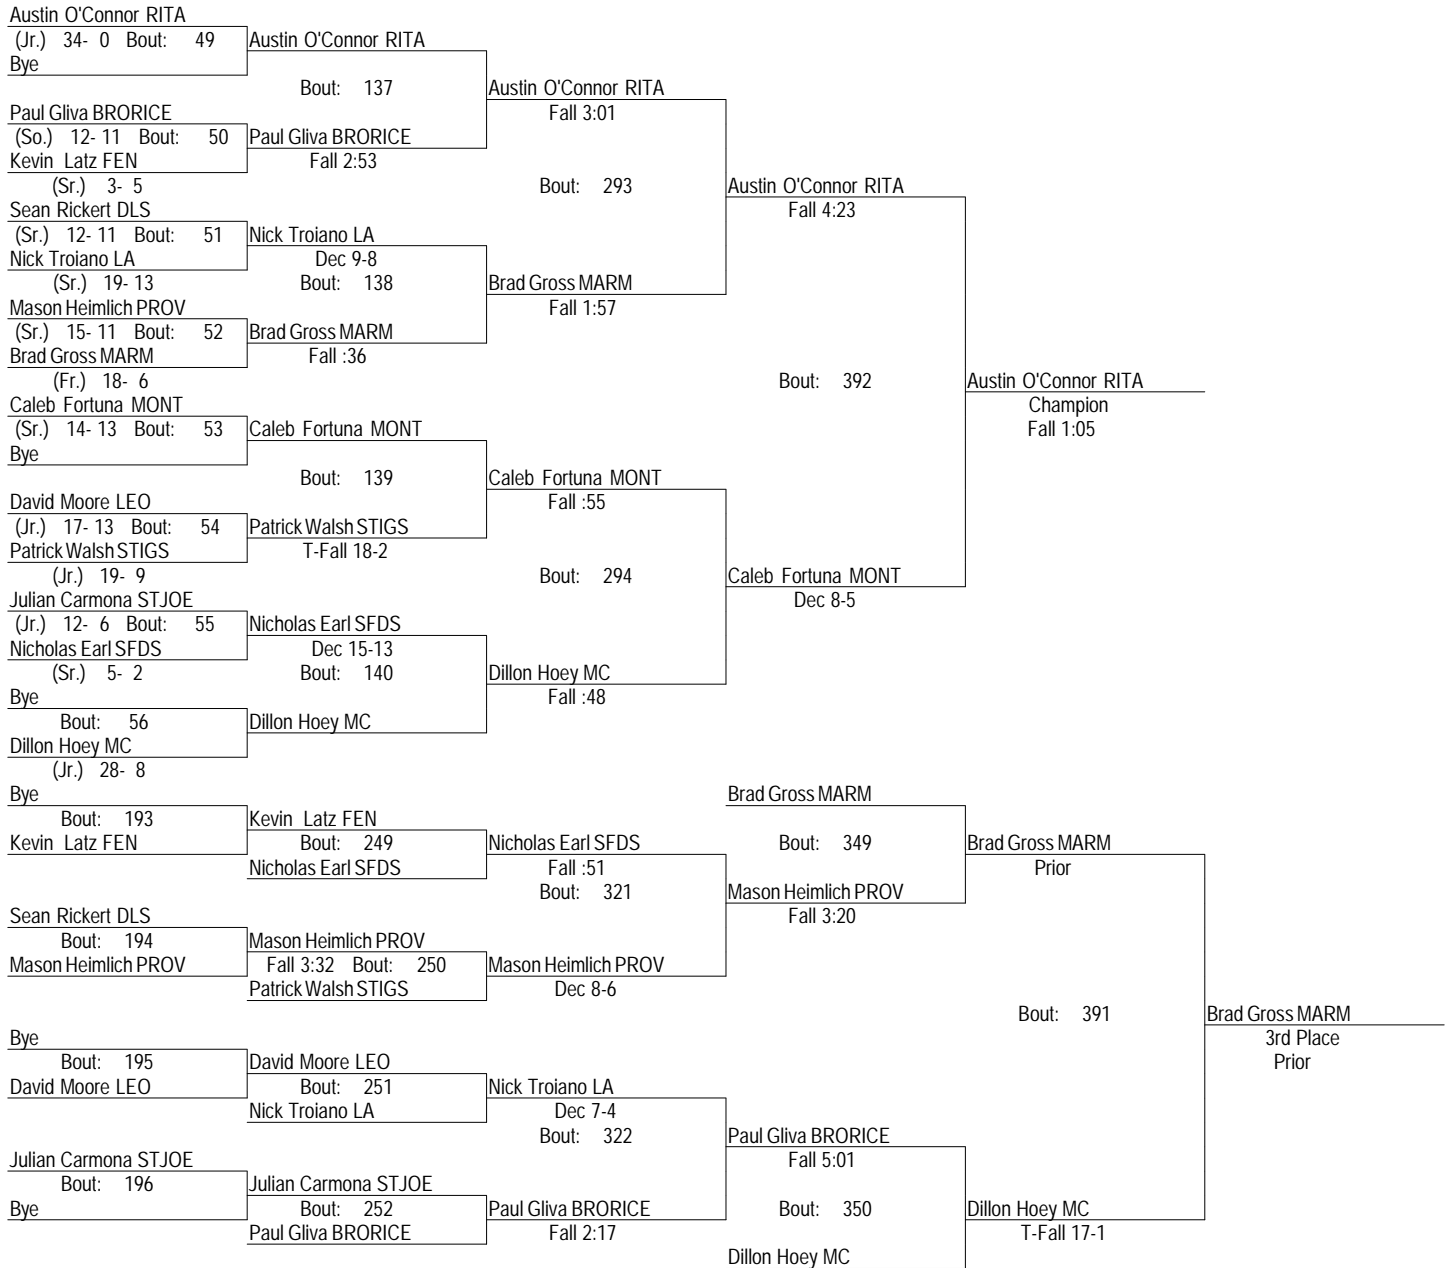 Austin O'Connor RITA
(Jr.) 34- 0 Bout: 49 Austin O'Connor RITA
Bye
Bout: 137 Austin O'Connor RITA
Paul Gliva BRORICE Fall 3:01
(So.) 12- 11 Bout: 50 Paul Gliva BRORICE
Kevin Latz FEN Fall 2:53
(Sr.) 3- 5 Bout: 293 Austin O'Connor RITA
Sean Rickert DLS Fall 4:23
(Sr.) 12- 11 Bout: 51 Nick Troiano LA
Nick Troiano LA Dec 9-8
(Sr.) 19- 13 Bout: 138 Brad Gross MARM
Mason Heimlich PROV Fall 1:57
(Sr.) 15- 11 Bout: 52 Brad Gross MARM
Brad Gross MARM Fall :36
(Fr.) 18- 6 Bout: 392 Austin O'Connor RITA
Caleb Fortuna MONT Champion
(Sr.) 14- 13 Bout: 53 Caleb Fortuna MONT Fall 1:05
Bye
Bout: 139 Caleb Fortuna MONT
David Moore LEO Fall :55
(Jr.) 17- 13 Bout: 54 Patrick Walsh STIGS
Patrick Walsh STIGS T-Fall 18-2
(Jr.) 19- 9 Bout: 294 Caleb Fortuna MONT
Julian Carmona STJOE Dec 8-5
(Jr.) 12- 6 Bout: 55 Nicholas Earl SFDS
Nicholas Earl SFDS Dec 15-13
(Sr.) 5- 2 Bout: 140 Dillon Hoey MC
Bye Fall :48
Bout: 56 Dillon Hoey MC
Dillon Hoey MC
(Jr.) 28- 8
Bye Brad Gross MARM
Bout: 193 Kevin Latz FEN
Kevin Latz FEN Bout: 249 Nicholas Earl SFDS Bout: 349 Brad Gross MARM
Nicholas Earl SFDS Fall :51 Prior
Bout: 321 Mason Heimlich PROV
Sean Rickert DLS Fall 3:20
Bout: 194 Mason Heimlich PROV
Mason Heimlich PROV Fall 3:32 Bout: 250 Mason Heimlich PROV
Patrick Walsh STIGS Dec 8-6
Bout: 391 Brad Gross MARM
Bye 3rd Place
Bout: 195 David Moore LEO Prior
David Moore LEO Bout: 251 Nick Troiano LA
Nick Troiano LA Dec 7-4
Bout: 322 Paul Gliva BRORICE
Julian Carmona STJOE Fall 5:01
Bout: 196 Julian Carmona STJOE
Bye Bout: 252 Paul Gliva BRORICE Bout: 350 Dillon Hoey MC
Paul Gliva BRORICE Fall 2:17 T-Fall 17-1
Dillon Hoey MC